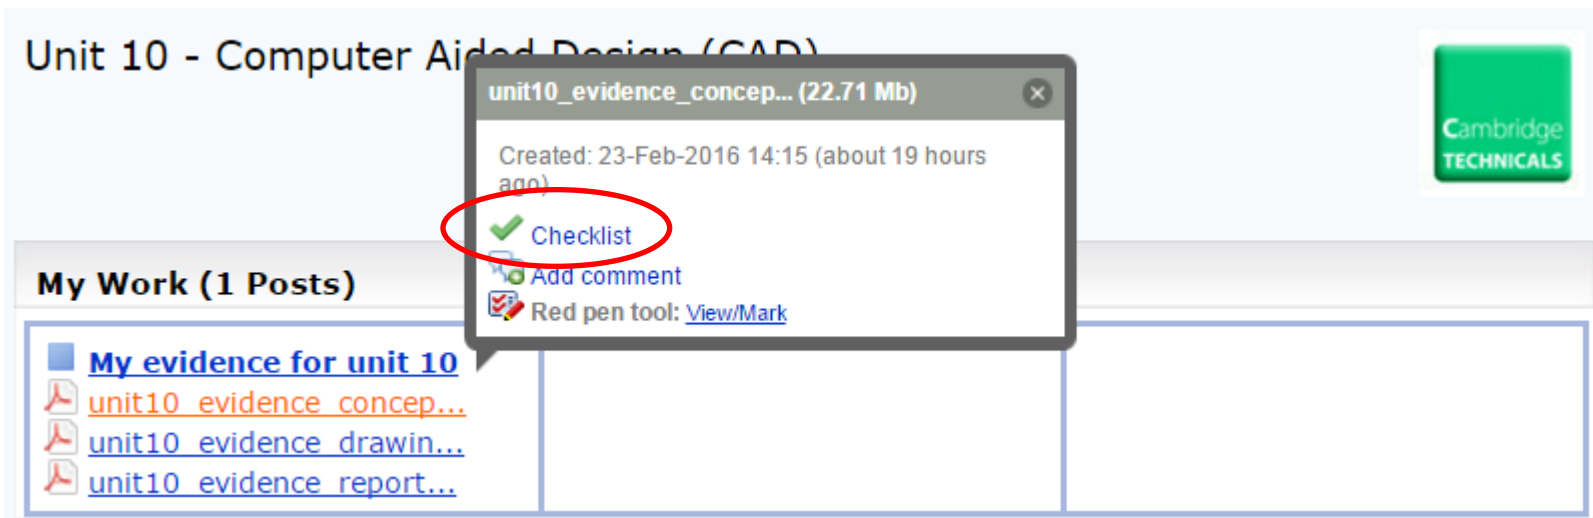 Unit 10 - Computer Aided Design (CAD)
unit10_evidence_concep... (22.71 Mb)
Created: 23-Feb-2016 14:15 (about 19 hours
ago)
Checklist
Add comment
Red pen tool: View/Mark
Cambridge
TECHNICALS
My Work (1 Posts)
My evidence for unit 10
unit10_evidence_concep...
unit10_evidence_drawin...
unit10_evidence_report...